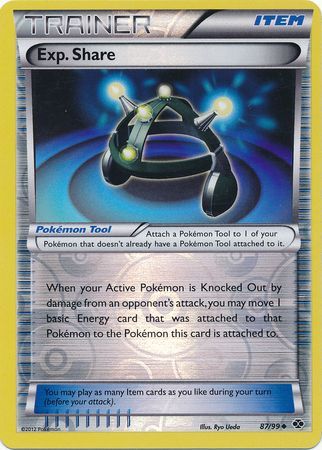 TRAINER
ITEM
Exp. Share
Pokémon Tool
Attach a Pokémon Tool to 1 of your
Pokémon that doesn't already have a Pokémon Tool attached to it.
When your Active Pokémon is Knocked Out by
damage from an opponent's attack, you may move 1
basic Energy card that was attached to that
Pokémon to the Pokémon this card is attached to.
You may play as many Item cards as you like during your turn
(before your attack).
©2012 Pokémon
Illus. Ryo Ueda
87/99